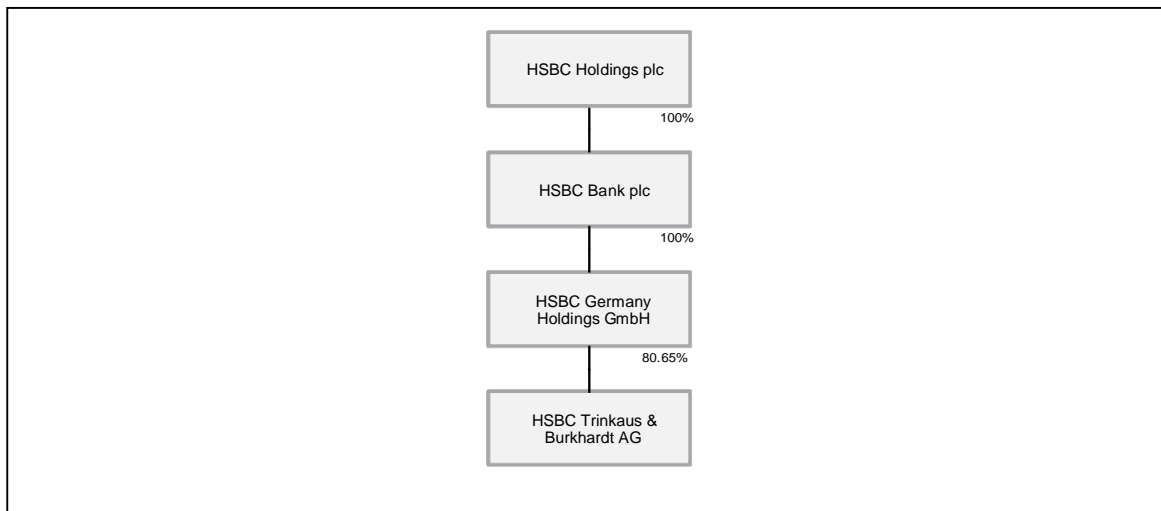 HSBC Holdings plc
100%
HSBC Bank plc
100%
HSBC Germany
Holdings GmbH
80.65%
HSBC Trinkaus &
Burkhardt AG